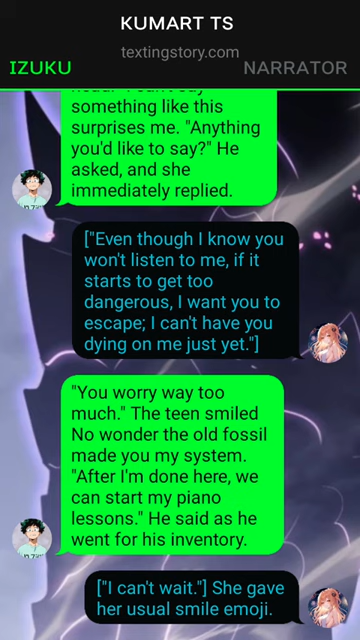 KUMART TS
textingstory.com
IZUKU
NARRATOR
something like this
surprises me. "Anything
you'd like to say?" He
asked, and she
immediately replied.
["Even though I know you
won't listen to me, if it
starts to get too
dangerous, I want you to
escape; I can't have you
dying on me just yet."]
"You worry way too
much." The teen smiled
No wonder the old fossil
made you my system.
"After I'm done here, we
can start my piano
lessons." He said as he
went for his inventory.
["I can't wait."] She gave
her usual smile emoji.